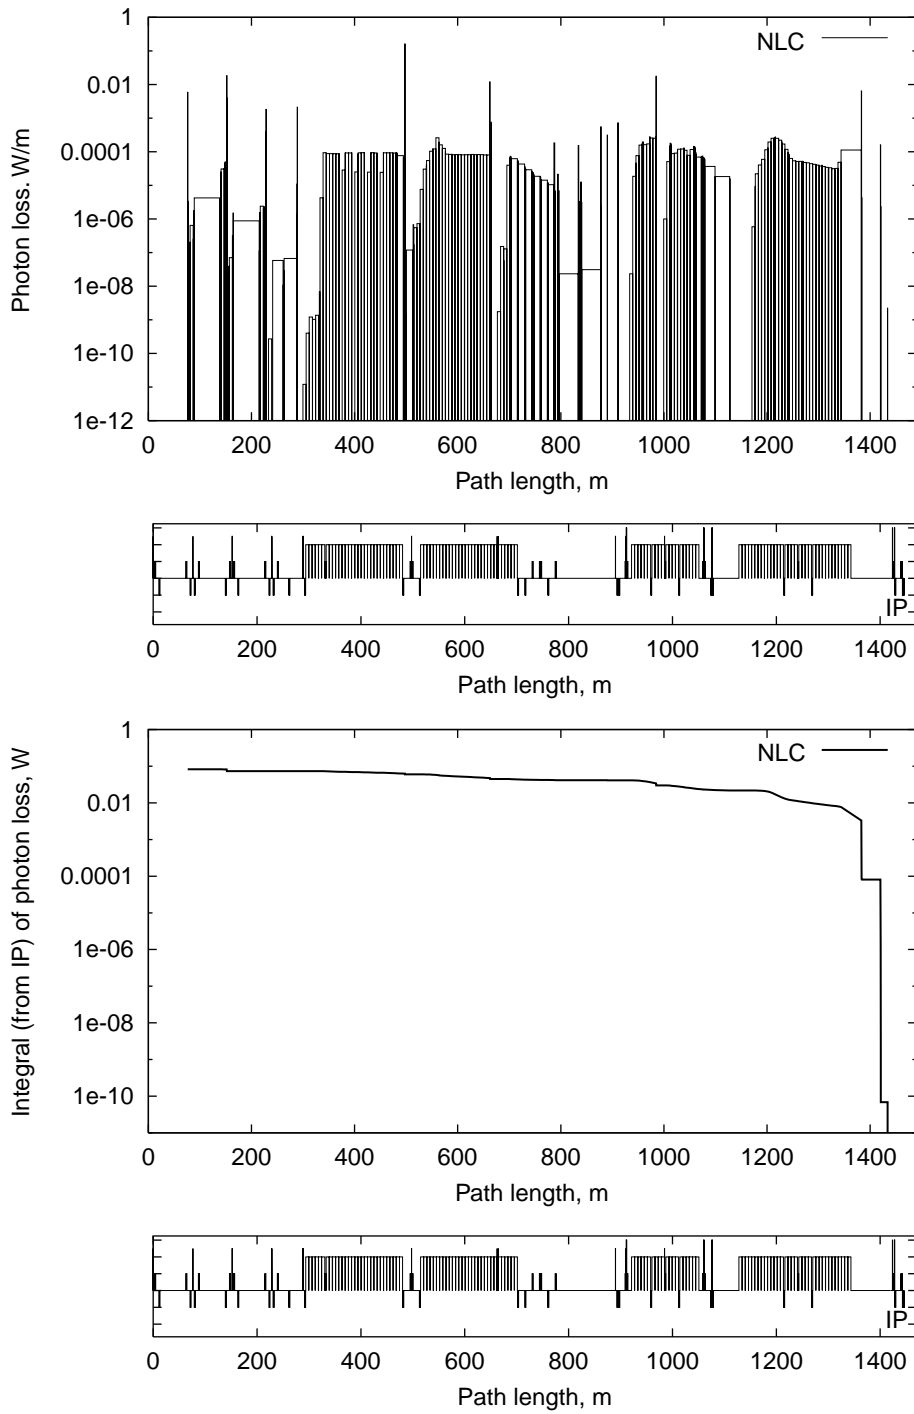 1
0.01
0.0001
1e-06
1e-08
1e-10
1e-12
Photon loss. W/m
NLC
0 200 400 600 800 1000 1200 1400
Path length, m
IP
0 200 400 600 800 1000 1200 1400
Path length, m
1
0.01
0.0001
1e-06
1e-08
1e-10
Integral (from IP) of photon loss, W
NLC
0 200 400 600 800 1000 1200 1400
Path length, m
IP
0 200 400 600 800 1000 1200 1400
Path length, m